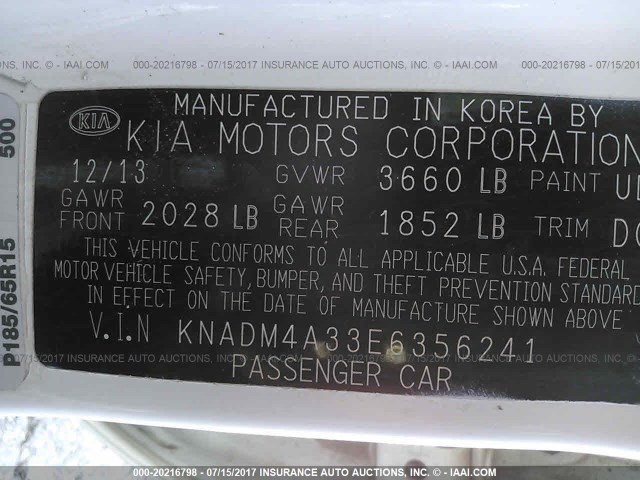 000-20216798 - 07/15/2017 INSURANCE AUTO AUCTIONS, INC. - © - IAAI.COM
MANUFACTURED IN KOREA BY
KIA
KIA MOTORS CORPORATION
12/13 GVWR 3660 LB PAINT
GAWR FRONT 2028 LB GAWR REAR 1852 LB TRIM
THIS VEHICLE CONFORMS TO ALL APPLICABLE U.S.A. FEDERAL
MOTOR VEHICLE SAFETY, BUMPER, AND THEFT PREVENTION STANDARD
IN EFFECT ON THE DATE OF MANUFACTURE SHOWN ABOVE
V.I.N KNADM4A33E6356241
PASSENGER CAR
P185/65R15 500
000-20216798 - 07/15/2017 INSURANCE AUTO AUCTIONS, INC. - © - IAAI.COM